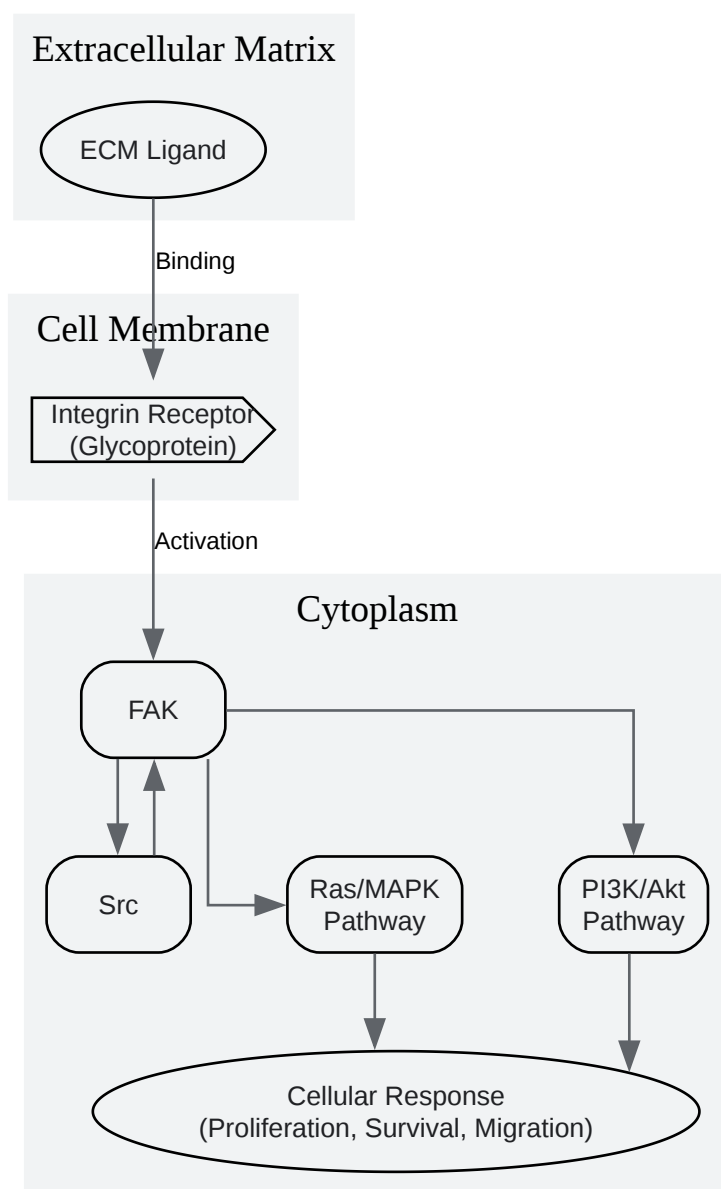 Extracellular Matrix
ECM Ligand
Binding
Cell Membrane
Integrin Receptor
(Glycoprotein)
Activation
Cytoplasm
FAK
Src
Ras/MAPK
Pathway
PI3K/Akt
Pathway
Cellular Response
(Proliferation, Survival, Migration)